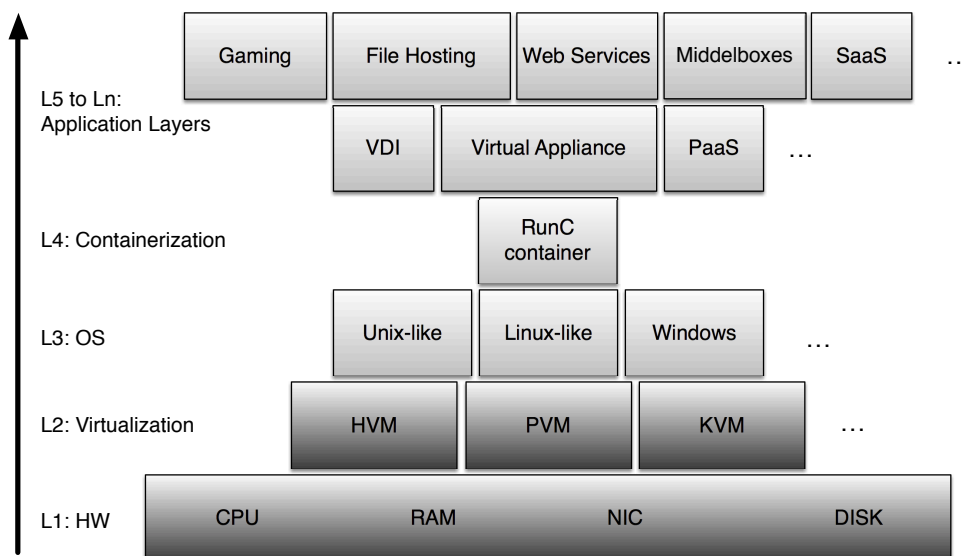 Gaming File Hosting Web Services Middelboxes SaaS ..
L5 to Ln:
Application Layers
VDI Virtual Appliance PaaS ...
L4: Containerization
RunC
container
L3: OS
Unix-like Linux-like Windows ...
L2: Virtualization
HVM PVM KVM ...
L1: HW
CPU RAM NIC DISK